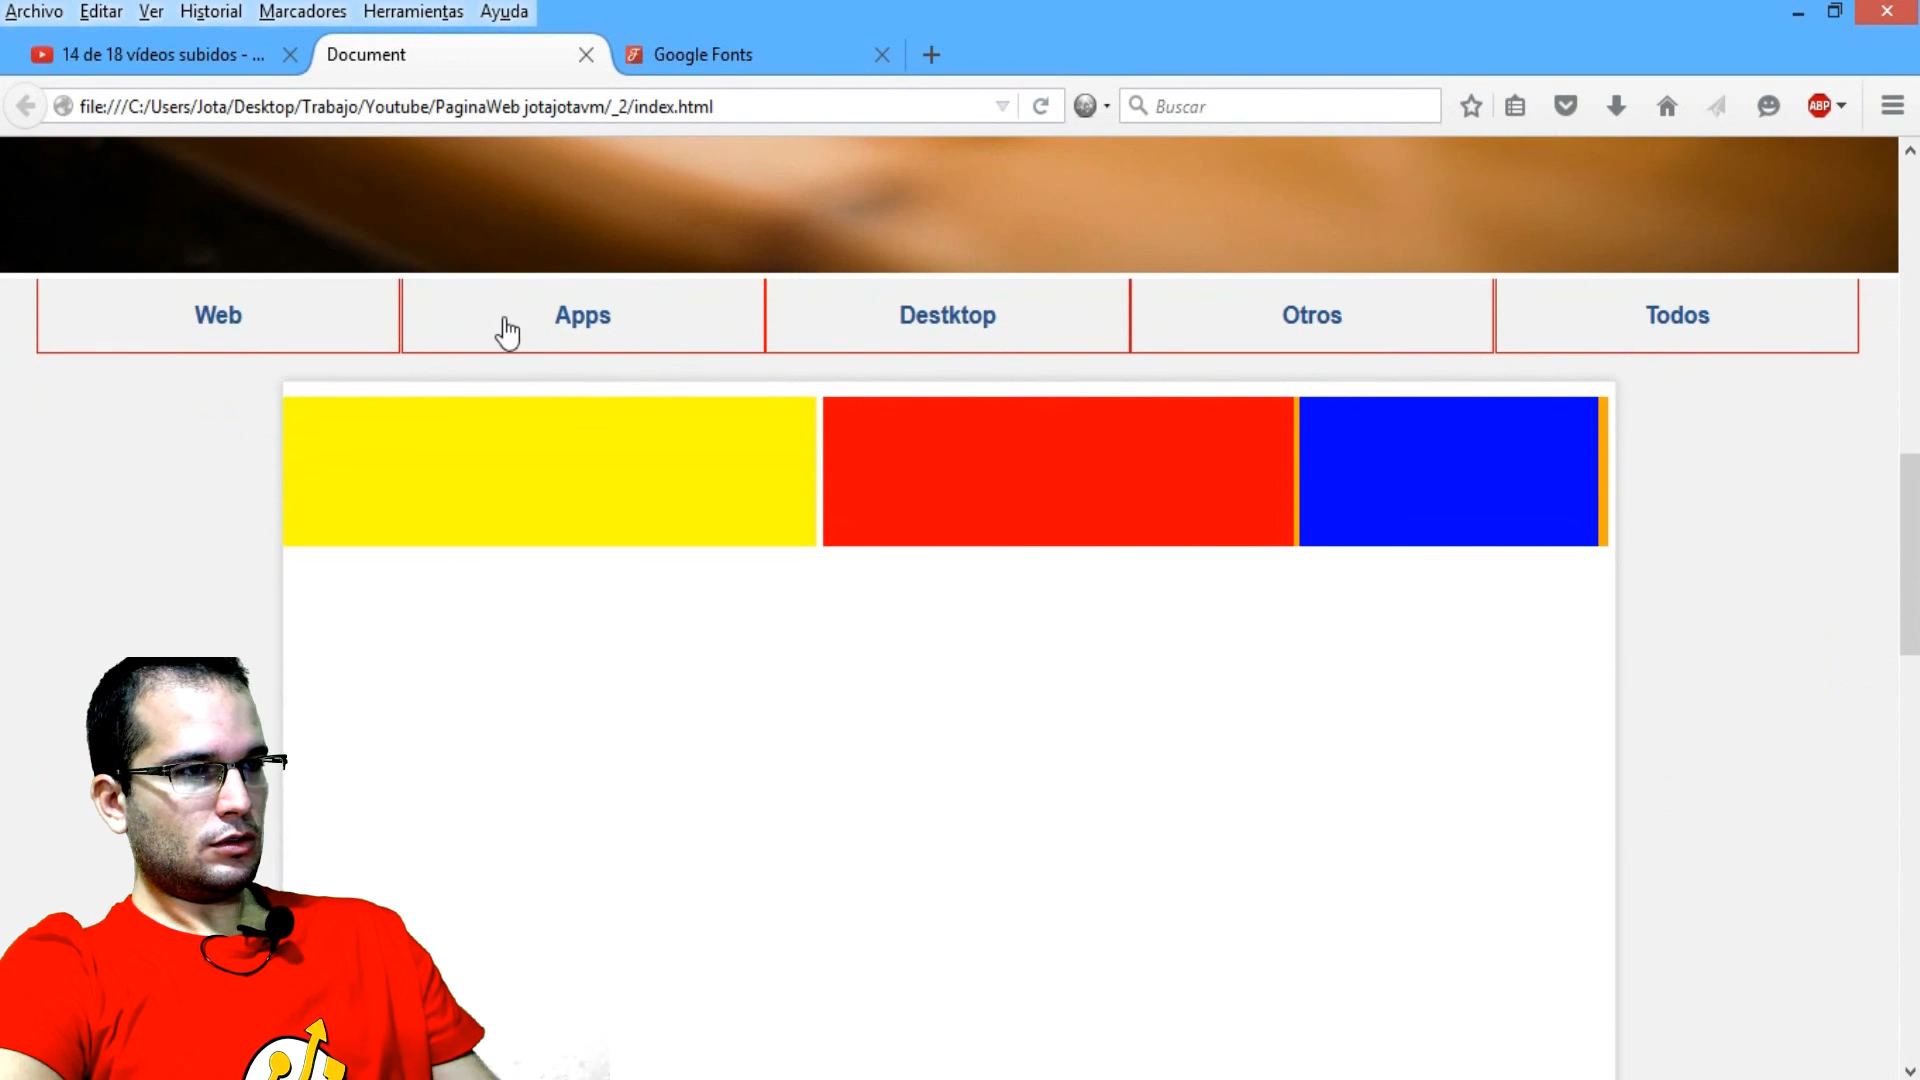 Archivo Editar Ver Historial Marcadores Herramientas Ayuda
14 de 18 vídeos subidos - ... Document Google Fonts
file:///C:/Users/Jota/Desktop/Trabajo/Youtube/PaginaWeb jotajotavm/_2/index.html Buscar ABP
Web Apps Destktop Otros Todos